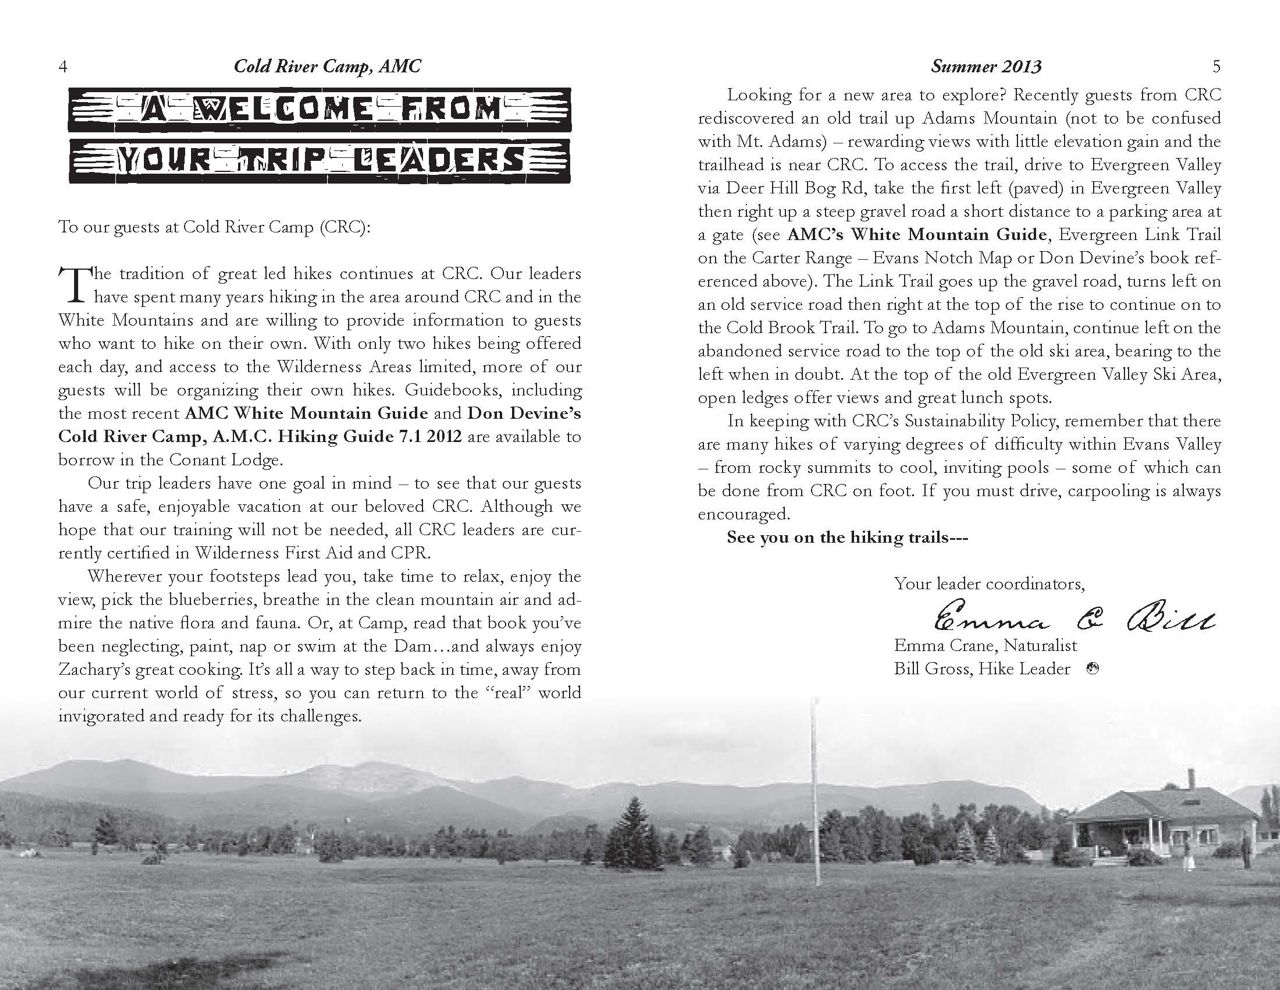 4
Cold River Camp, AMC
A WELCOME FROM
YOUR TRIP LEADERS
To our guests at Cold River Camp (CRC):
The tradition of great led hikes continues at CRC. Our leaders
have spent many years hiking in the area around CRC and in the
White Mountains and are willing to provide information to guests
who want to hike on their own. With only two hikes being offered
each day, and access to the Wilderness Areas limited, more of our
guests will be organizing their own hikes. Guidebooks, including
the most recent AMC White Mountain Guide and Don Devine's
Cold River Camp, A.M.C. Hiking Guide 7.1 2012 are available to
borrow in the Conant Lodge.
Our trip leaders have one goal in mind – to see that our guests
have a safe, enjoyable vacation at our beloved CRC. Although we
hope that our training will not be needed, all CRC leaders are cur-
rently certified in Wilderness First Aid and CPR.
Wherever your footsteps lead you, take time to relax, enjoy the
view, pick the blueberries, breathe in the clean mountain air and ad-
mire the native flora and fauna. Or, at Camp, read that book you've
been neglecting, paint, nap or swim at the Dam…and always enjoy
Zachary's great cooking. It's all a way to step back in time, away from
our current world of stress, so you can return to the "real" world
invigorated and ready for its challenges.
Summer 2013
5
Looking for a new area to explore? Recently guests from CRC
rediscovered an old trail up Adams Mountain (not to be confused
with Mt. Adams) – rewarding views with little elevation gain and the
trailhead is near CRC. To access the trail, drive to Evergreen Valley
via Deer Hill Bog Rd, take the first left (paved) in Evergreen Valley
then right up a steep gravel road a short distance to a parking area at
a gate (see AMC's White Mountain Guide, Evergreen Link Trail
on the Carter Range – Evans Notch Map or Don Devine's book ref-
erenced above). The Link Trail goes up the gravel road, turns left on
an old service road then right at the top of the rise to continue on to
the Cold Brook Trail. To go to Adams Mountain, continue left on the
abandoned service road to the top of the old ski area, bearing to the
left when in doubt. At the top of the old Evergreen Valley Ski Area,
open ledges offer views and great lunch spots.
In keeping with CRC's Sustainability Policy, remember that there
are many hikes of varying degrees of difficulty within Evans Valley
– from rocky summits to cool, inviting pools – some of which can
be done from CRC on foot. If you must drive, carpooling is always
encouraged.
See you on the hiking trails---
Your leader coordinators,
Emma & Bill
Emma Crane, Naturalist
Bill Gross, Hike Leader